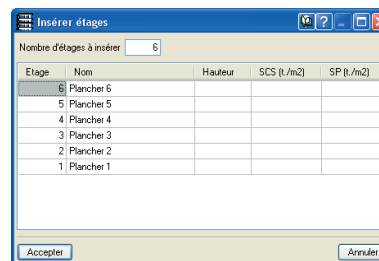 Insérer étages
Nombre d'étages à insérer 6
Etage Nom Hauteur SCS (t./m2) SP (t./m2)
6 Plancher 6
5 Plancher 5
4 Plancher 4
3 Plancher 3
2 Plancher 2
1 Plancher 1
Accepter Annuler